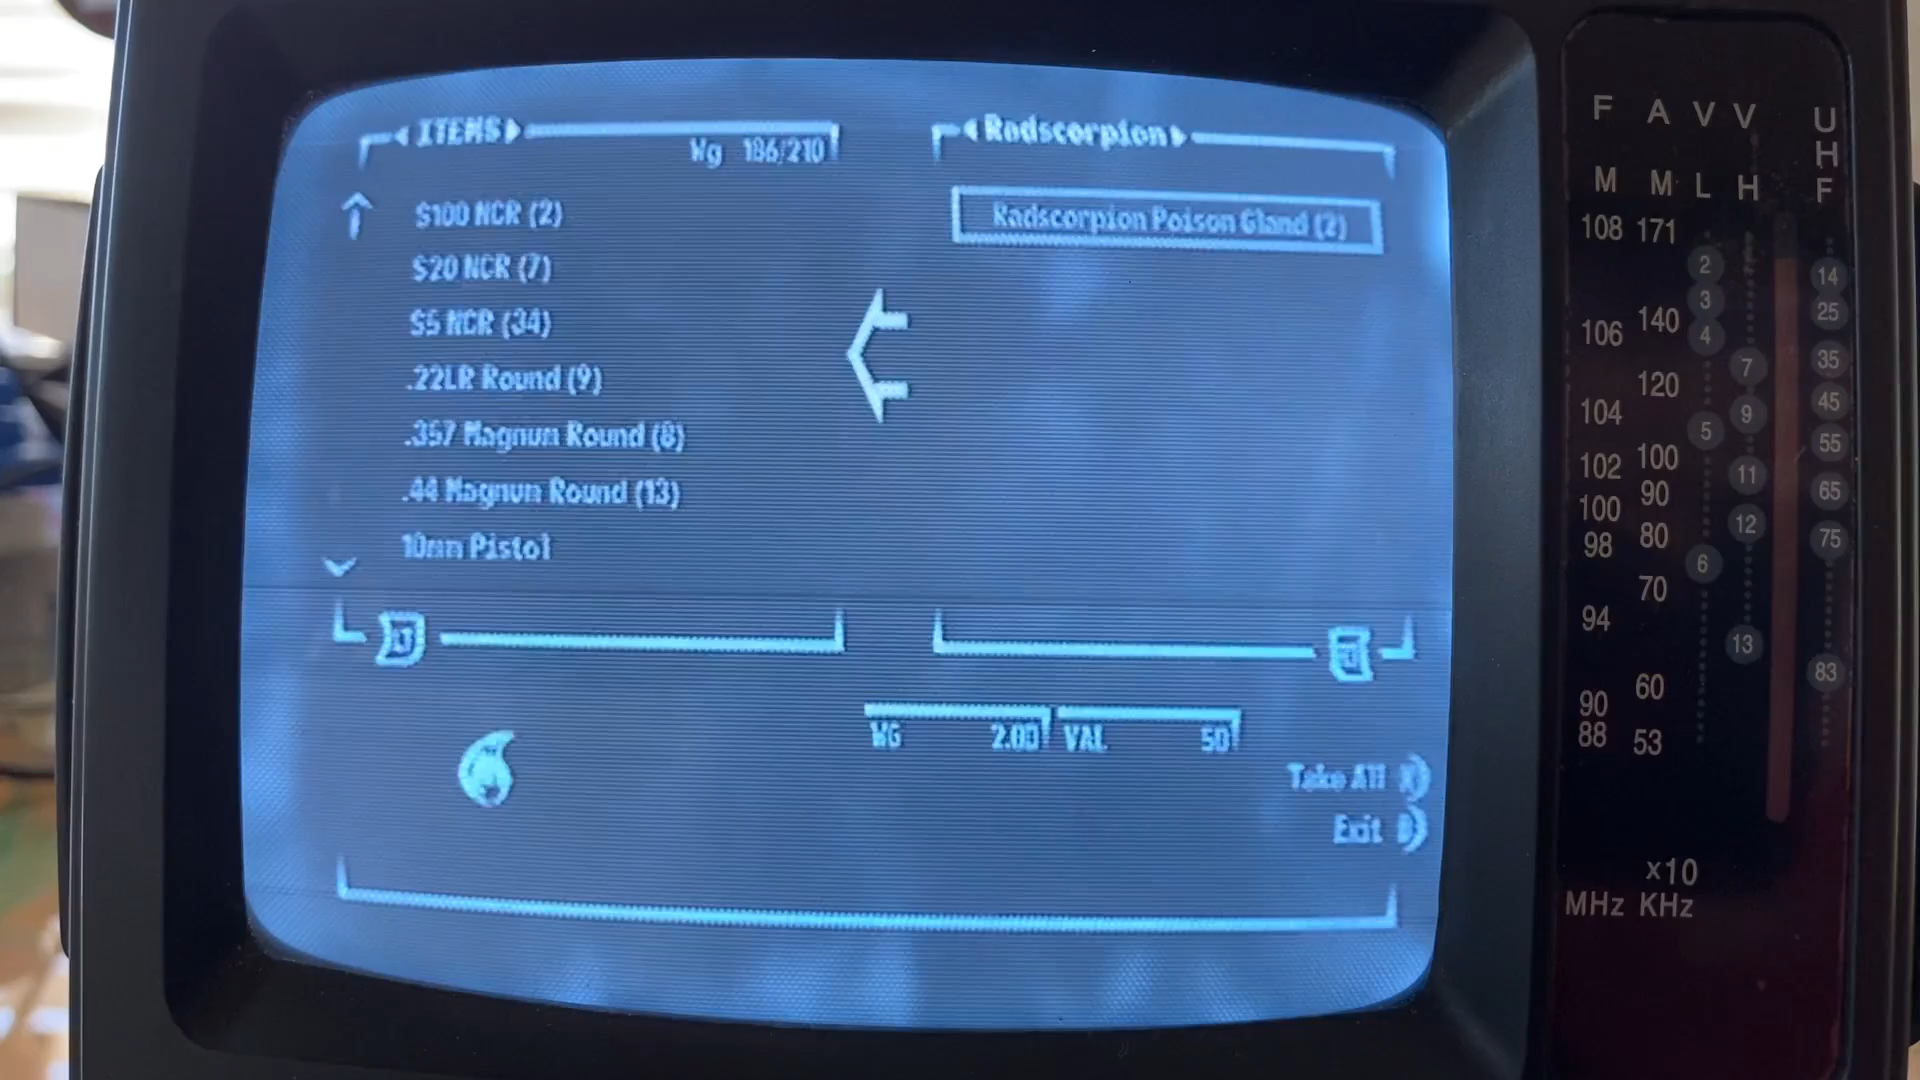 ITEMS
Wg 186/210
$100 NCR (2)
$20 NCR (7)
$5 NCR (34)
.22LR Round (9)
.357 Magnum Round (8)
.44 Magnum Round (13)
10mm Pistol
Radscorpion
Radscorpion Poison Gland (2)
WG 2.00 VAL 50
Take All X)
Exit B)
F A V V U
H
M M L H F
108 171
106 140
120
104
102 100
100 90
98 80
70
94
60
90
88 53
2
3
4
5
6
7
9
11
12
13
14
25
35
45
55
65
75
83
x10
MHz KHz